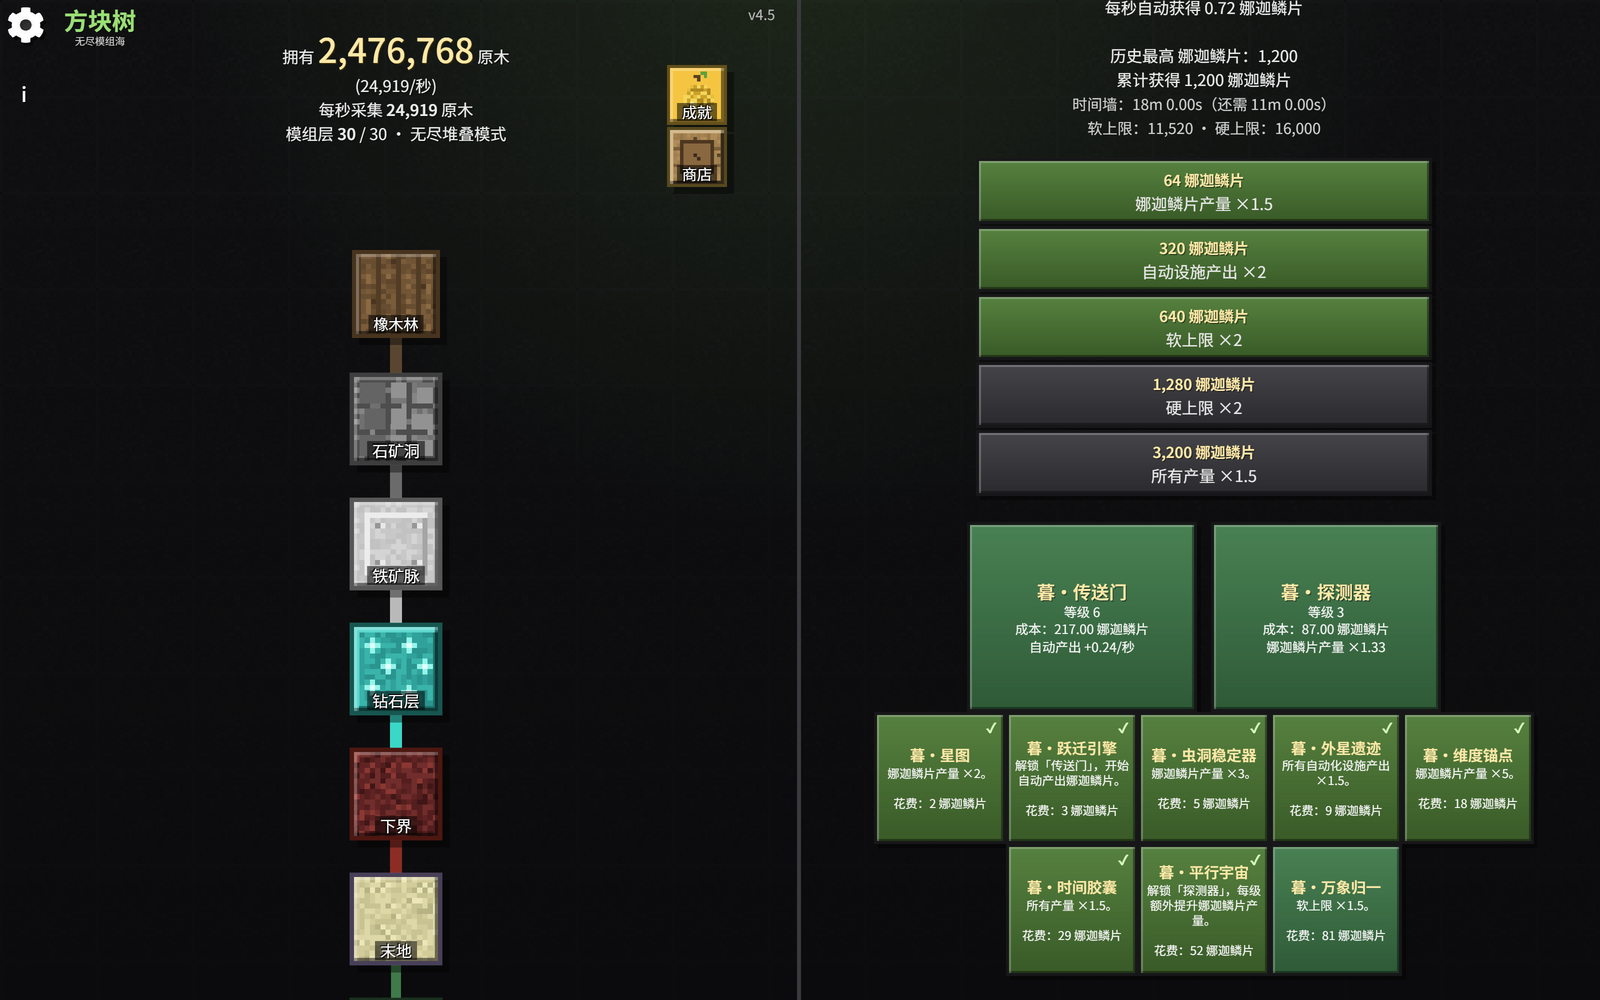 方块树
无尽模组海
i
v4.5
拥有 2,476,768 原木
(24,919/秒)
每秒采集 24,919 原木
模组层 30 / 30 · 无尽堆叠模式
成就
商店
橡木林
石矿洞
铁矿脉
钻石层
下界
末地
每秒自动获得 0.72 娜迦鳞片
历史最高 娜迦鳞片：1,200
累计获得 1,200 娜迦鳞片
时间墙：18m 0.00s（还需 11m 0.00s）
软上限：11,520 · 硬上限：16,000
64 娜迦鳞片
娜迦鳞片产量 ×1.5
320 娜迦鳞片
自动设施产出 ×2
640 娜迦鳞片
软上限 ×2
1,280 娜迦鳞片
硬上限 ×2
3,200 娜迦鳞片
所有产量 ×1.5
暮·传送门
等级 6
成本：217.00 娜迦鳞片
自动产出 +0.24/秒
暮·探测器
等级 3
成本：87.00 娜迦鳞片
娜迦鳞片产量 ×1.33
✓
暮·星图
娜迦鳞片产量 ×2。
花费：2 娜迦鳞片
✓
暮·跃迁引擎
解锁「传送门」，开始
自动产出娜迦鳞片。
花费：3 娜迦鳞片
✓
暮·虫洞稳定器
娜迦鳞片产量 ×3。
花费：5 娜迦鳞片
✓
暮·外星遗迹
所有自动化设施产出
×1.5。
花费：9 娜迦鳞片
✓
暮·维度锚点
娜迦鳞片产量 ×5。
花费：18 娜迦鳞片
✓
暮·时间胶囊
所有产量 ×1.5。
花费：29 娜迦鳞片
✓
暮·平行宇宙
解锁「探测器」，每级
额外提升娜迦鳞片产
量。
花费：52 娜迦鳞片
暮·万象归一
软上限 ×1.5。
花费：81 娜迦鳞片